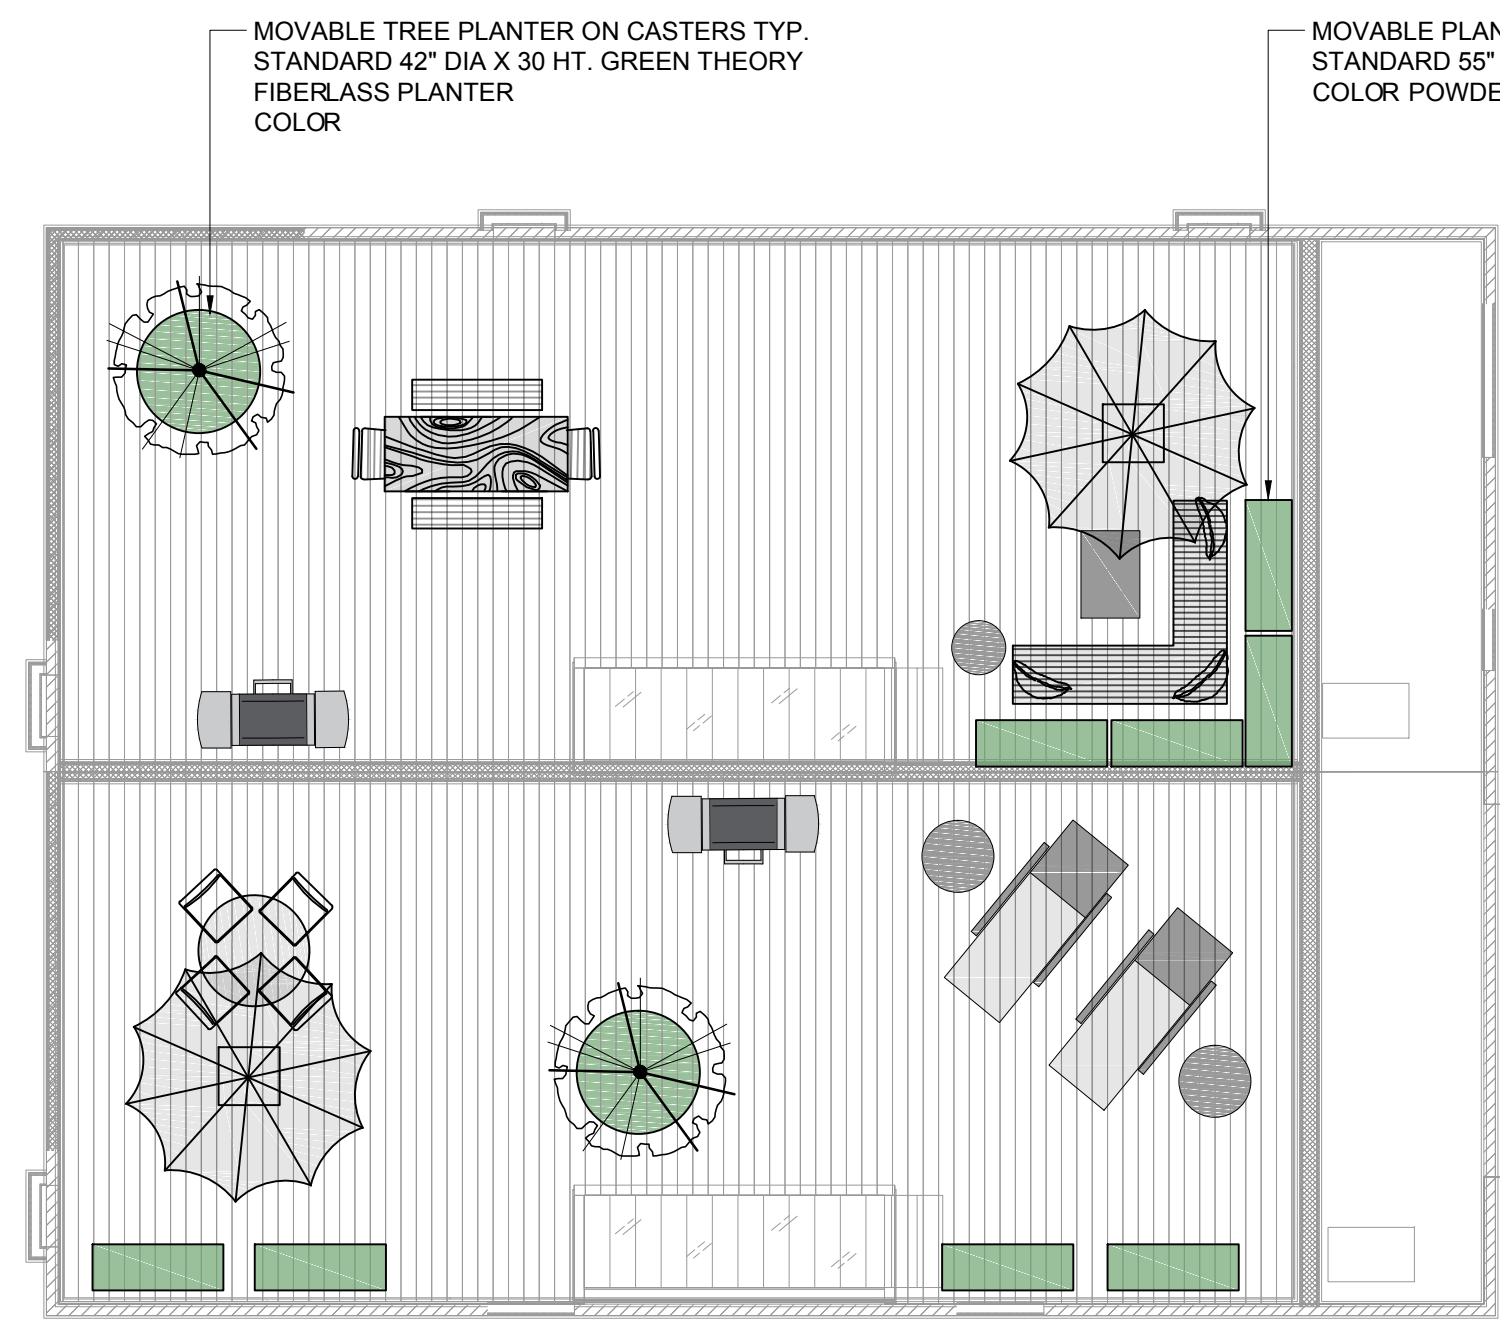 MOVABLE TREE PLANTER ON CASTERS TYP.
STANDARD 42" DIA X 30 HT. GREEN THEORY
FIBERLASS PLANTER
COLOR
MOVABLE PLAN
STANDARD 55"
COLOR POWDE